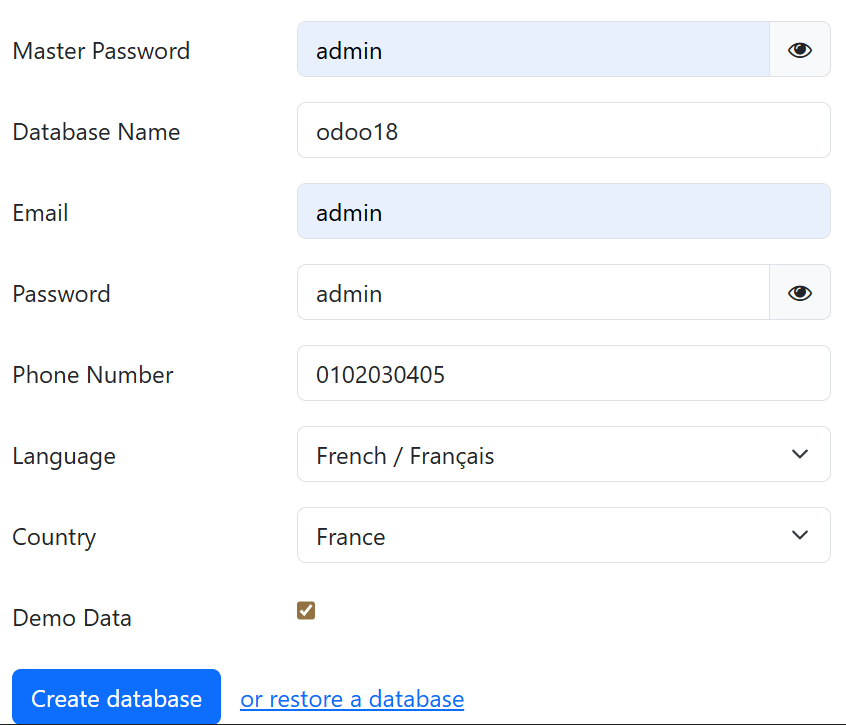 Master Password admin
Database Name odoo18
Email admin
Password admin
Phone Number 0102030405
Language French / Français
Country France
Demo Data
Create database or restore a database